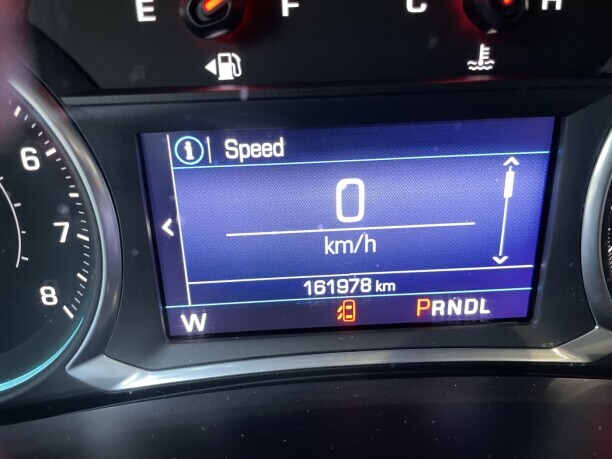 E F C H
i Speed
6
0
7
km/h
8
161978 km
W PRNDL